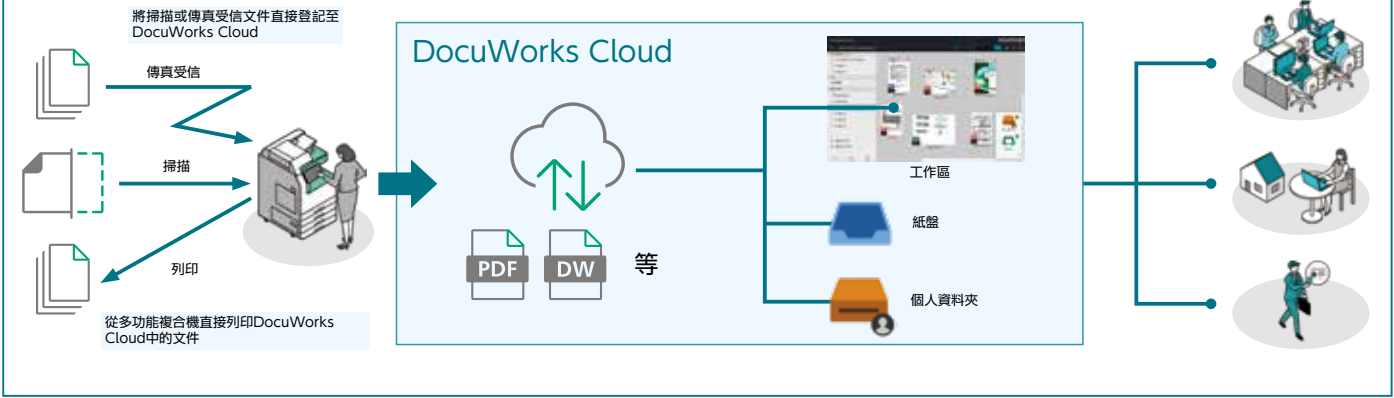 將掃描或傳真受信文件直接登記至
DocuWorks Cloud
傳真受信
掃描
列印
從多功能複合機直接列印DocuWorks
Cloud中的文件
DocuWorks Cloud
PDF
DW
等
工作區
紙盤
個人資料夾